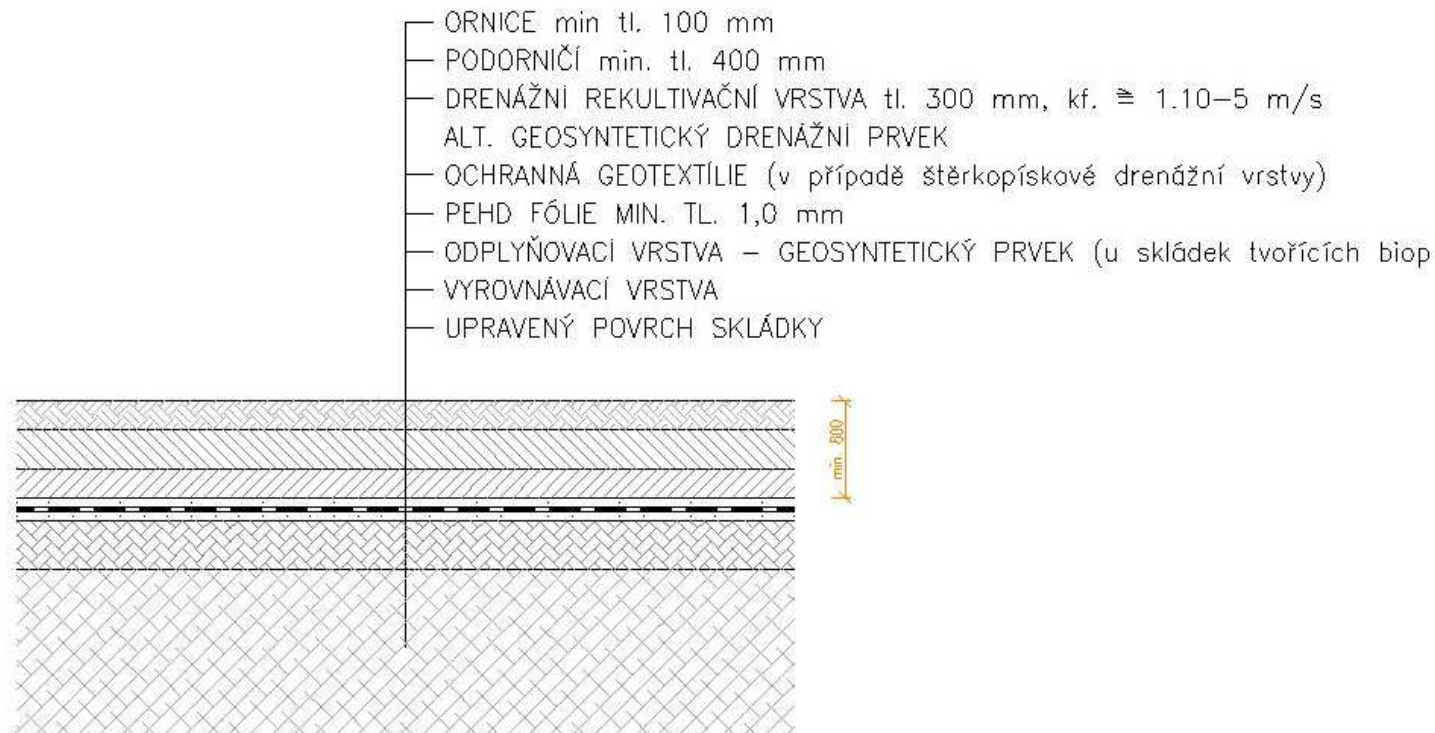 ORNICE min tl. 100 mm
PODORNIČÍ min. tl. 400 mm
DRENÁŽNÍ REKULTIVAČNÍ VRSTVA tl. 300 mm, kf. ≧ 1.10-5 m/s
ALT. GEOSYNTETICKÝ DRENÁŽNÍ PRVEK
OCHRANNÁ GEOTEXTÍLIE (v případě štěrkopískové drenážní vrstvy)
PEHD FÓLIE MIN. TL. 1,0 mm
ODPLYŇOVACÍ VRSTVA – GEOSYNTETICKÝ PRVEK (u skládek tvořících biop
VYROVNÁVACÍ VRSTVA
UPRAVENÝ POVRCH SKLÁDKY
min. 800